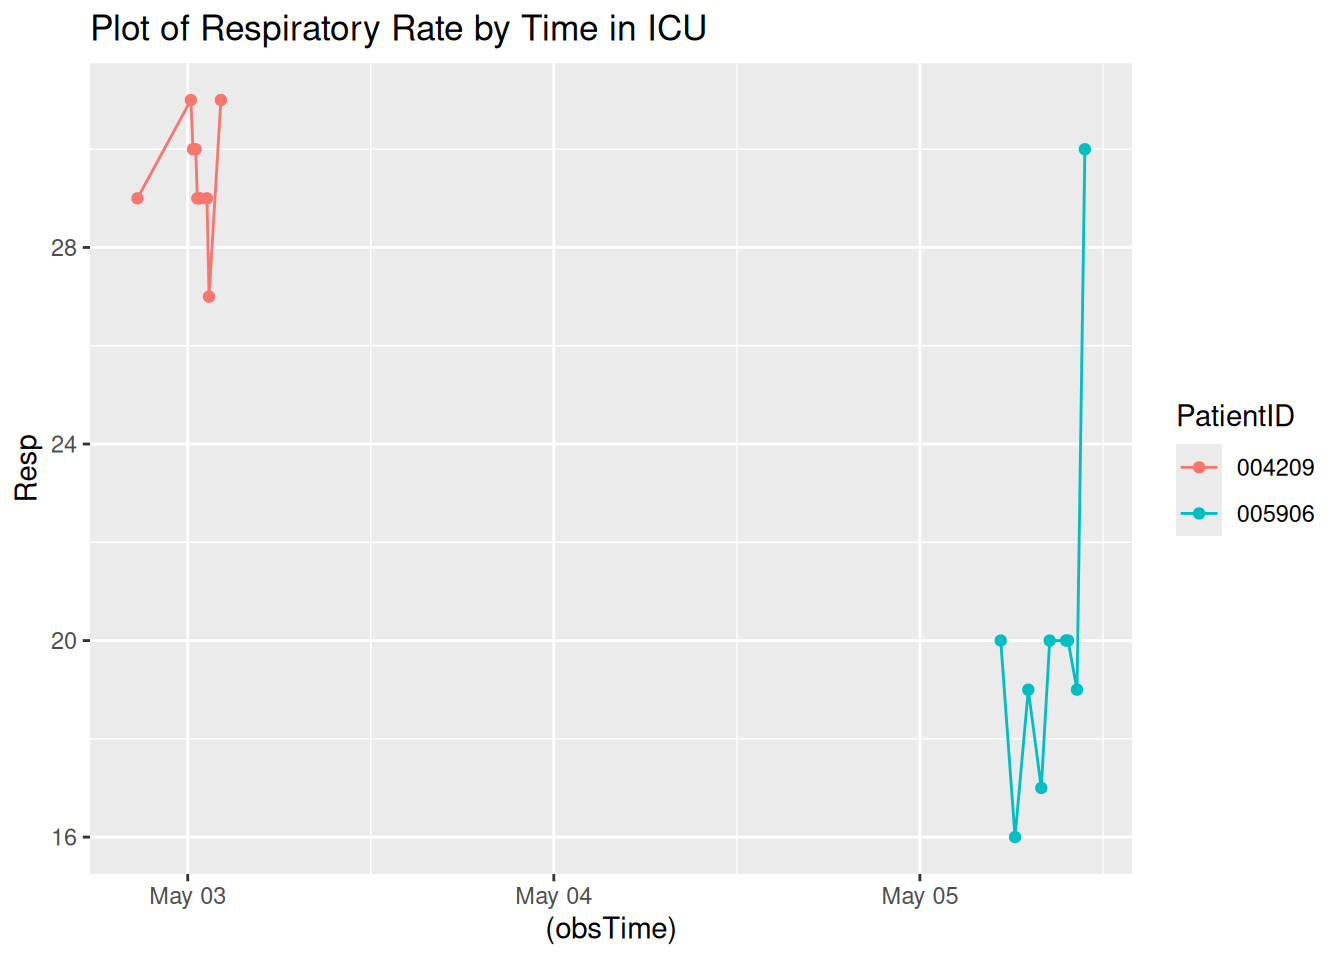 Plot of Respiratory Rate by Time in ICU
Resp
28
24
20
16
May 03
May 04
May 05
(obsTime)
PatientID
004209
005906